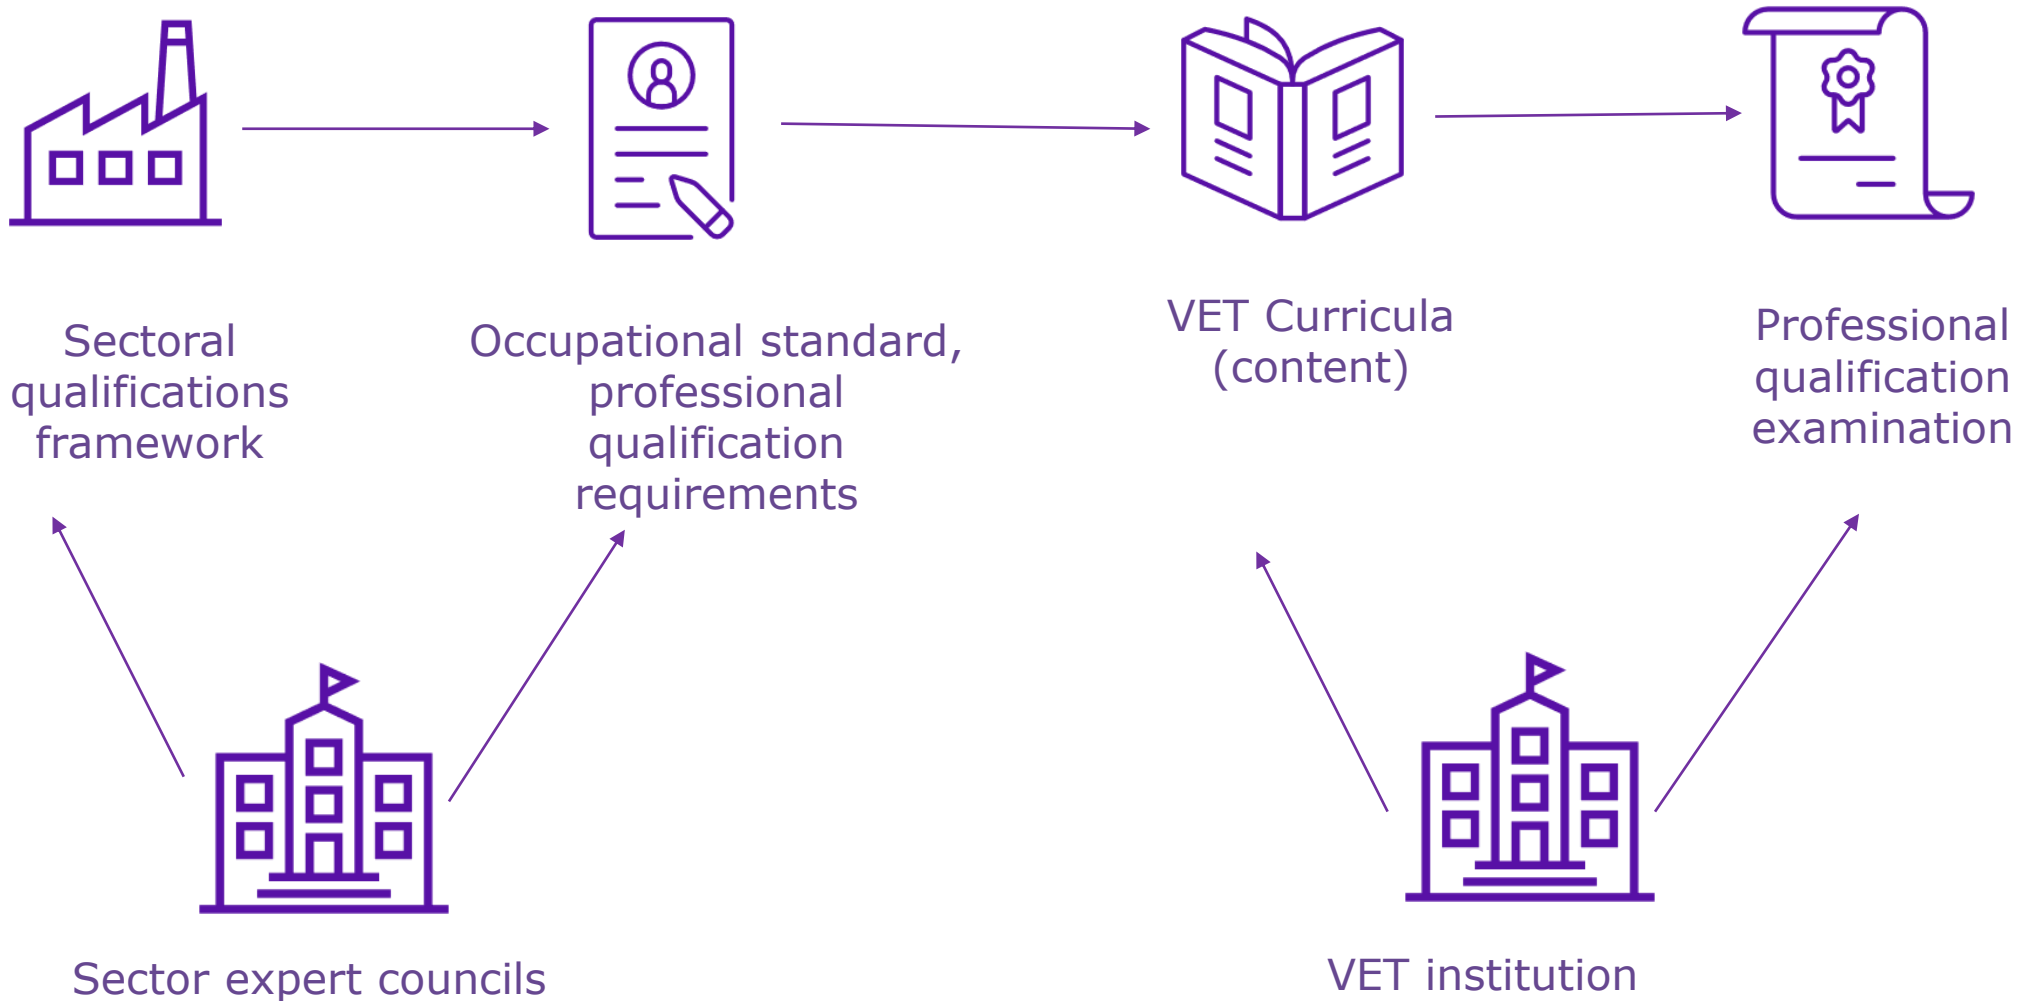 Sectoral
qualifications
framework
Occupational standard,
professional
qualification
requirements
VET Curricula
(content)
Professional
qualification
examination
Sector expert councils
VET institution